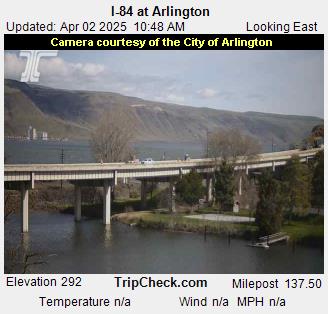 I-84 at Arlington
Updated: Apr 02 2025 10:48 AM Looking East
Camera courtesy of the City of Arlington
Elevation 292 TripCheck.com Milepost 137.50
Temperature n/a Wind n/a MPH n/a